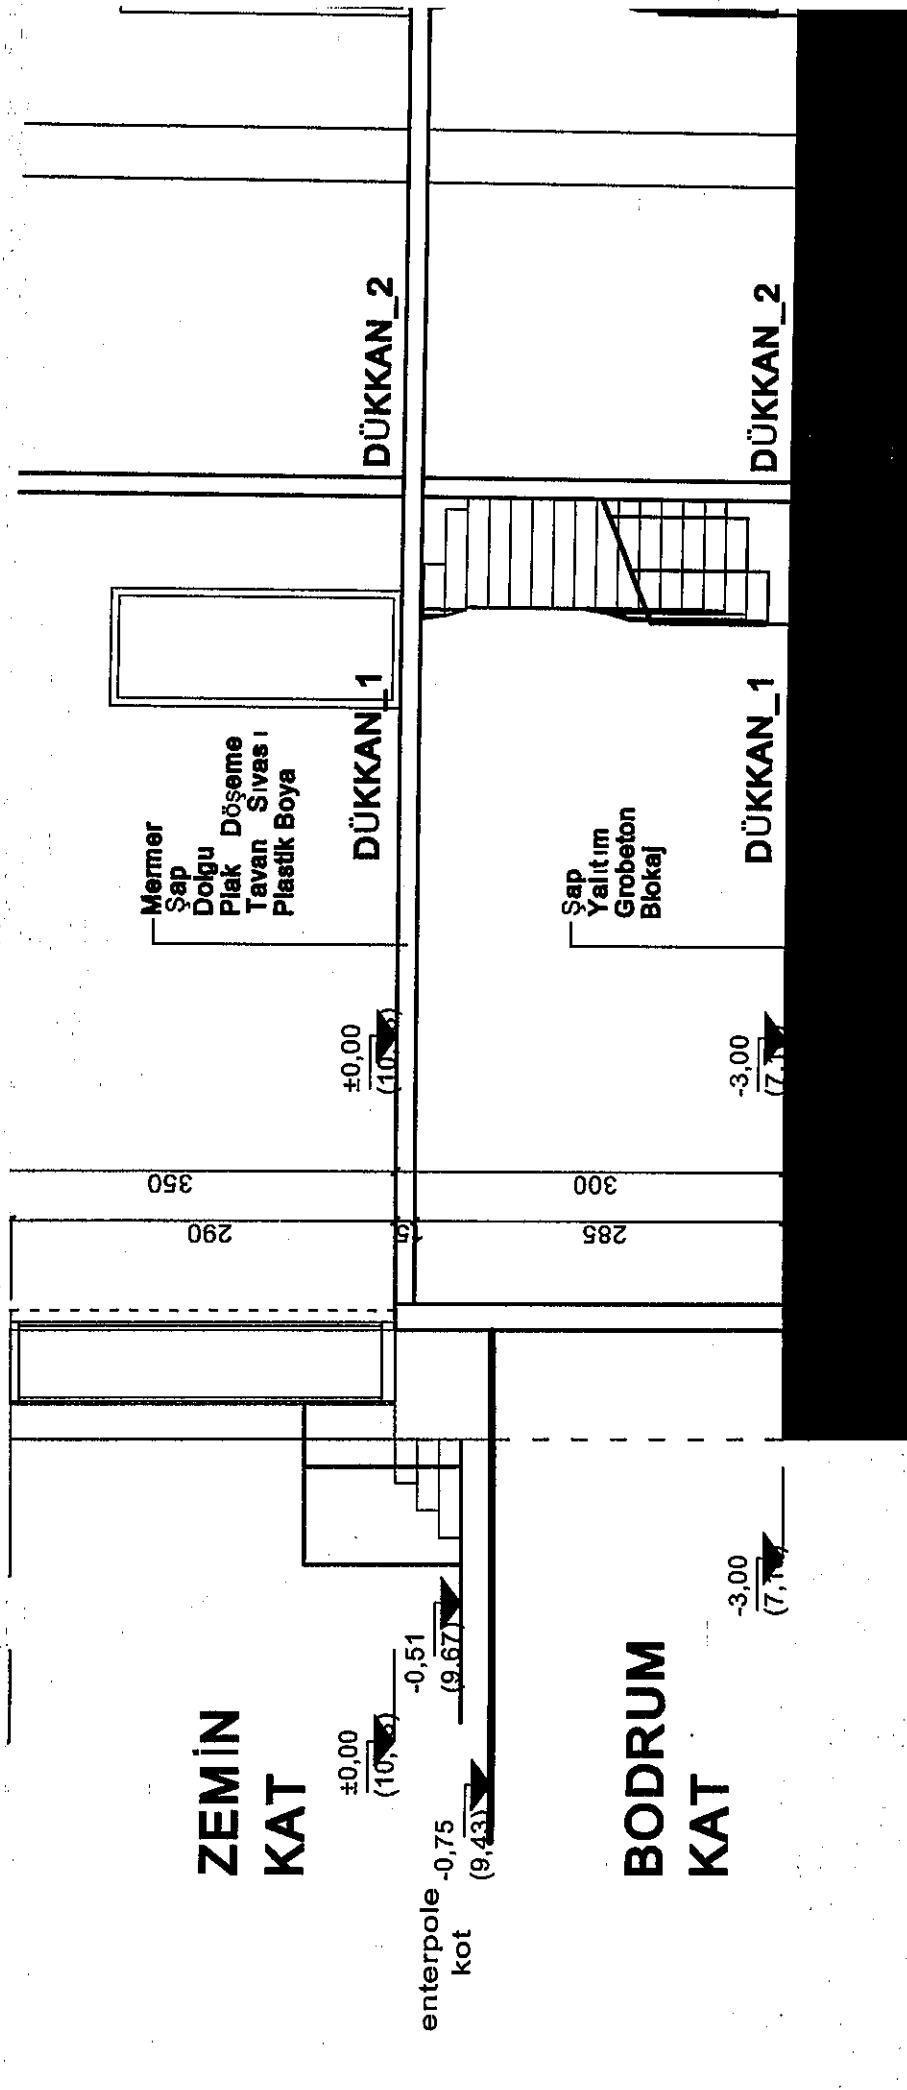 ZEMİN
KAT
±0,00
-0,51
(9,67)
enterpole
kot
-0,75
(9,43)
290
350
15
±0,00
Mermer
Şap
Dolgu
Plak Döşeme
Tavan Sıvası
Plastik Boya
DÜKKAN_1
DÜKKAN_2
BODRUM
KAT
-3,00
285
300
-3,00
Şap
Yalıtım
Grobeton
Blokaj
DÜKKAN_1
DÜKKAN_2